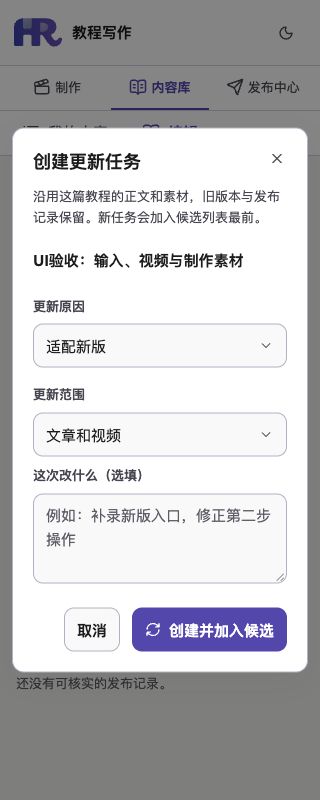 HR 教程写作
制作 内容库 发布中心
创建更新任务
沿用这篇教程的正文和素材，旧版本与发布
记录保留。新任务会加入候选列表最前。
UI验收：输入、视频与制作素材
更新原因
适配新版
更新范围
文章和视频
这次改什么（选填）
例如：补录新版入口，修正第二步
操作
取消 创建并加入候选
还没有可核实的发布记录。